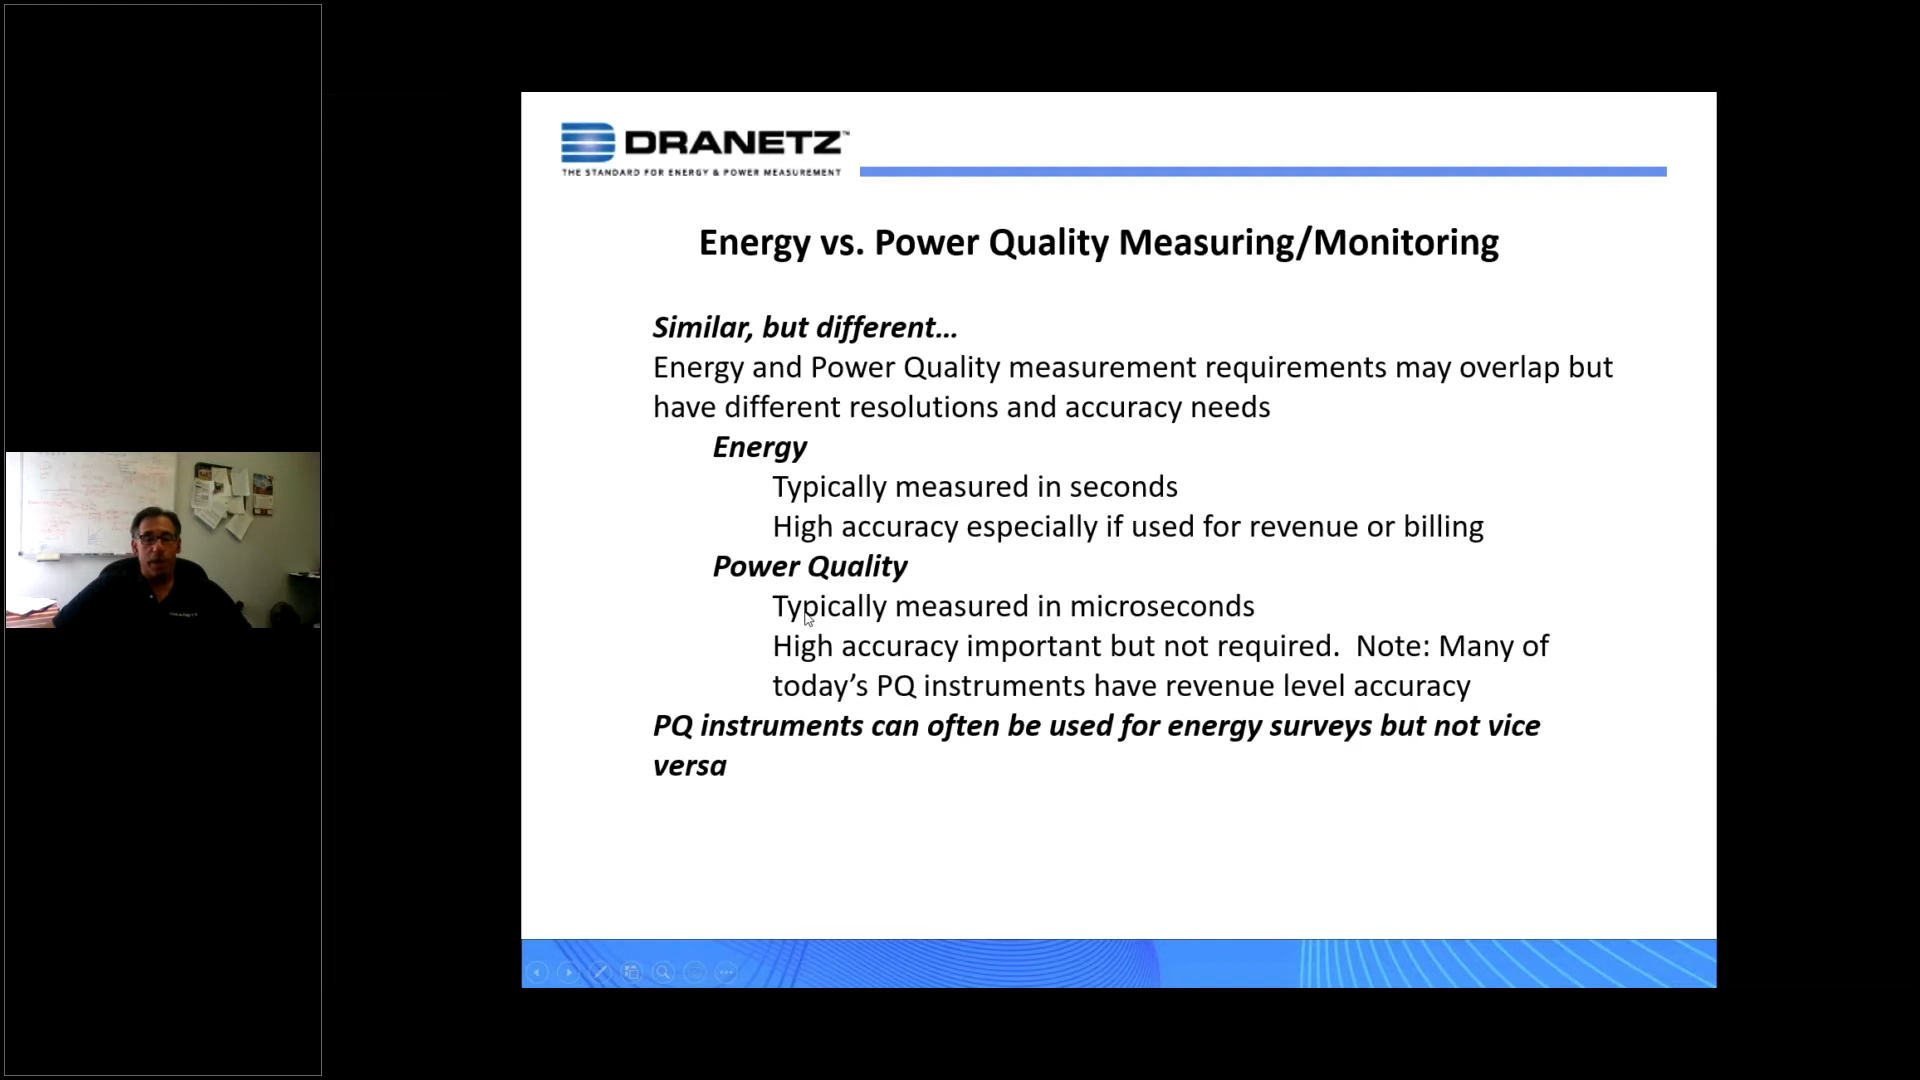 DRANETZ™
THE STANDARD FOR ENERGY & POWER MEASUREMENT
Energy vs. Power Quality Measuring/Monitoring
Similar, but different…
Energy and Power Quality measurement requirements may overlap but
have different resolutions and accuracy needs
Energy
Typically measured in seconds
High accuracy especially if used for revenue or billing
Power Quality
Typically measured in microseconds
High accuracy important but not required.  Note: Many of
today’s PQ instruments have revenue level accuracy
PQ instruments can often be used for energy surveys but not vice
versa